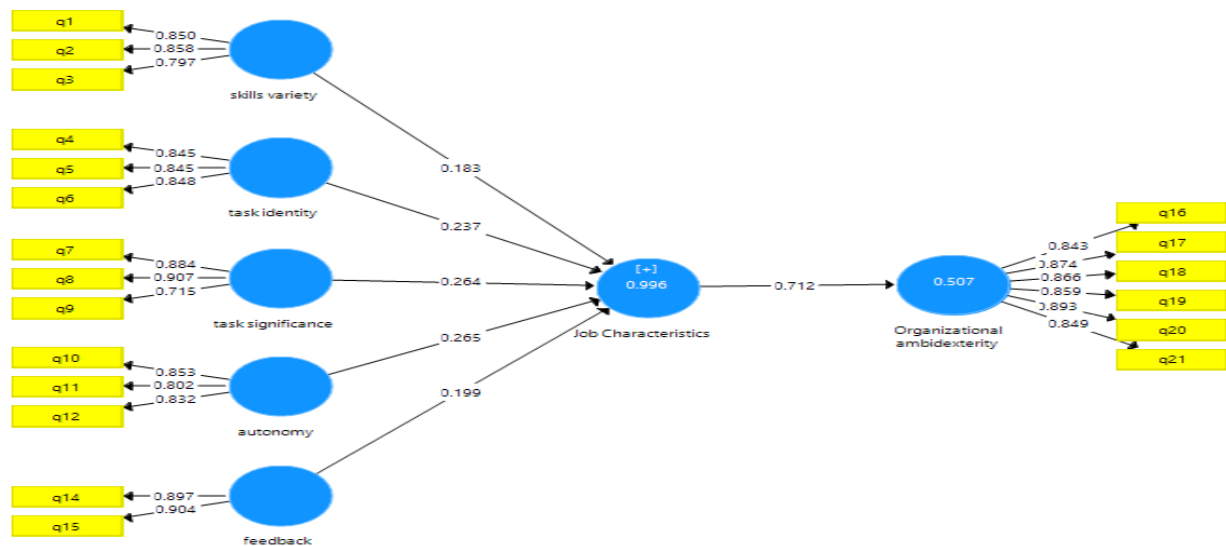 q1
q2
q3
0.850
0.858
0.797
skills variety
q4
q5
q6
0.845
0.845
0.848
task identity
q7
q8
q9
0.884
0.907
0.715
task significance
q10
q11
q12
0.853
0.802
0.832
autonomy
q14
q15
0.897
0.904
feedback
0.183
0.237
0.264
0.265
0.199
[+]
0.996
Job Characteristics
0.712
0.507
Organizational
ambidexterity
0.843
0.874
0.866
0.859
0.893
0.849
q16
q17
q18
q19
q20
q21